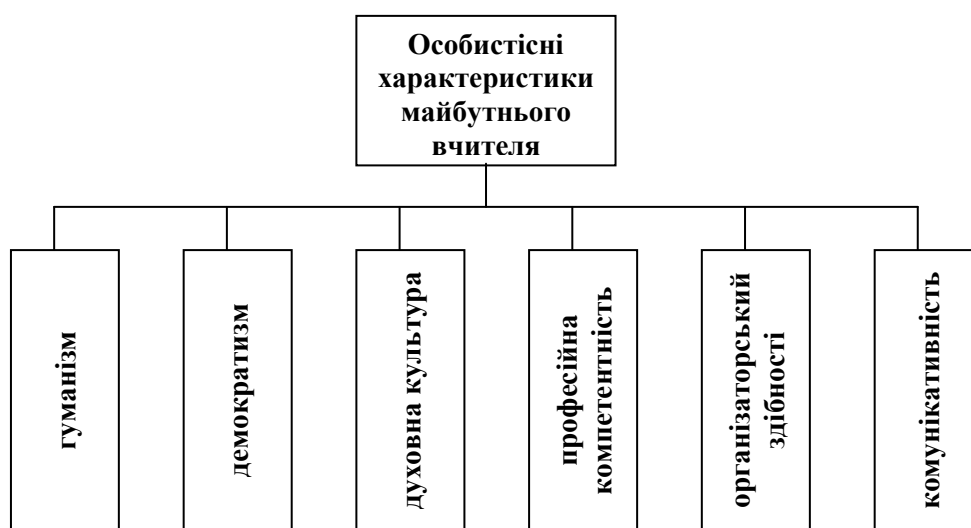 Особистісні
характеристики
майбутнього
вчителя
гуманізм
демократизм
духовна культура
професійна
компетентність
організаторський
здібності
комунікативність